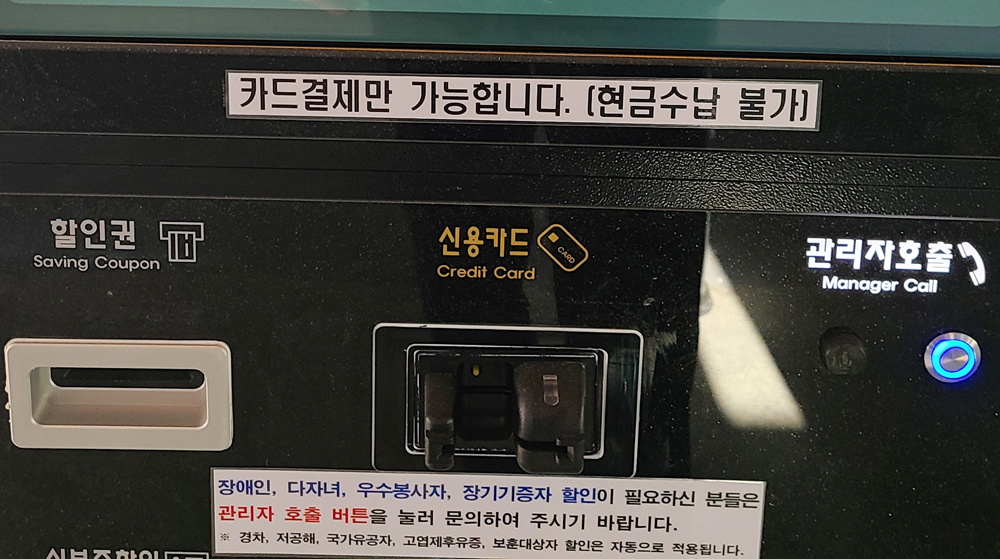 카드결제만 가능합니다. (현금수납 불가)
할인권
Saving Coupon
신용카드
CARD
Credit Card
관리자호출
Manager Call
장애인, 다자녀, 우수봉사자, 장기기증자 할인이 필요하신 분들은
관리자 호출 버튼을 눌러 문의하여 주시기 바랍니다.
※ 경차, 저공해, 국가유공자, 고엽제후유증, 보훈대상자 할인은 자동으로 적용됩니다.